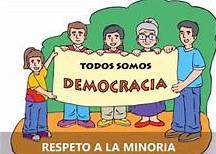 TODOS SOMOS
DEMOCRACIA
RESPETO A LA MINORIA